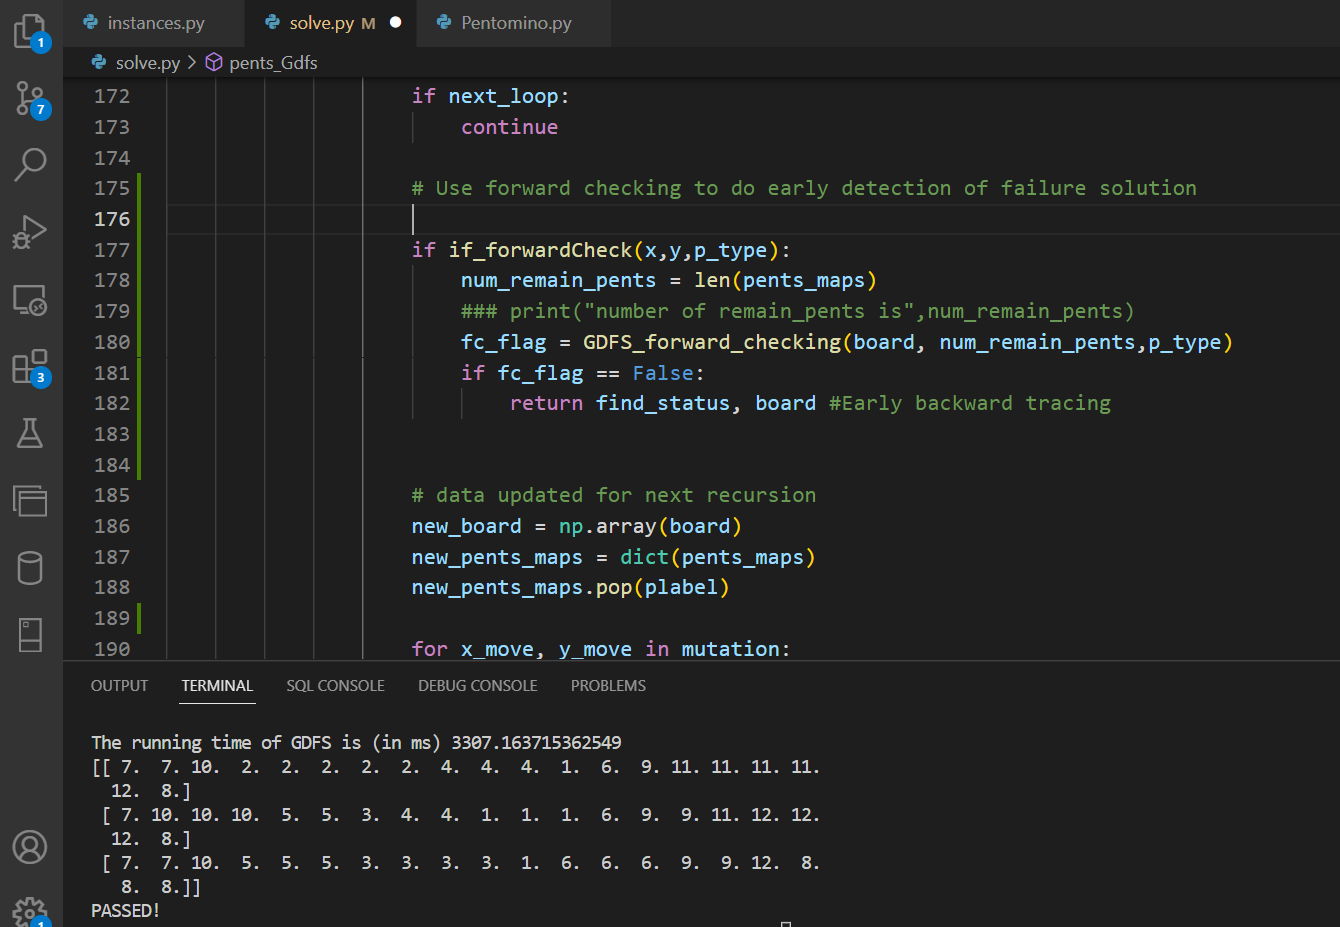 instances.py
solve.py M
Pentomino.py
solve.py > pents_Gdfs
1
7
3
1
172 if next_loop:
173 continue
174
175 # Use forward checking to do early detection of failure solution
176
177 if if_forwardCheck(x,y,p_type):
178 num_remain_pents = len(pents_maps)
179 ### print("number of remain_pents is",num_remain_pents)
180 fc_flag = GDFS_forward_checking(board, num_remain_pents,p_type)
181 if fc_flag == False:
182 return find_status, board #Early backward tracing
183
184
185 # data updated for next recursion
186 new_board = np.array(board)
187 new_pents_maps = dict(pents_maps)
188 new_pents_maps.pop(plabel)
189
190 for x_move, y_move in mutation:
OUTPUT TERMINAL SQL CONSOLE DEBUG CONSOLE PROBLEMS
The running time of GDFS is (in ms) 3307.163715362549
[[ 7. 7. 10. 2. 2. 2. 2. 2. 4. 4. 4. 1. 6. 9. 11. 11. 11. 11.
12. 8.]
[ 7. 10. 10. 10. 5. 5. 3. 4. 4. 1. 1. 1. 6. 9. 9. 11. 12. 12.
12. 8.]
[ 7. 7. 10. 5. 5. 5. 3. 3. 3. 3. 1. 6. 6. 6. 9. 9. 12. 8.
8. 8.]]
PASSED!